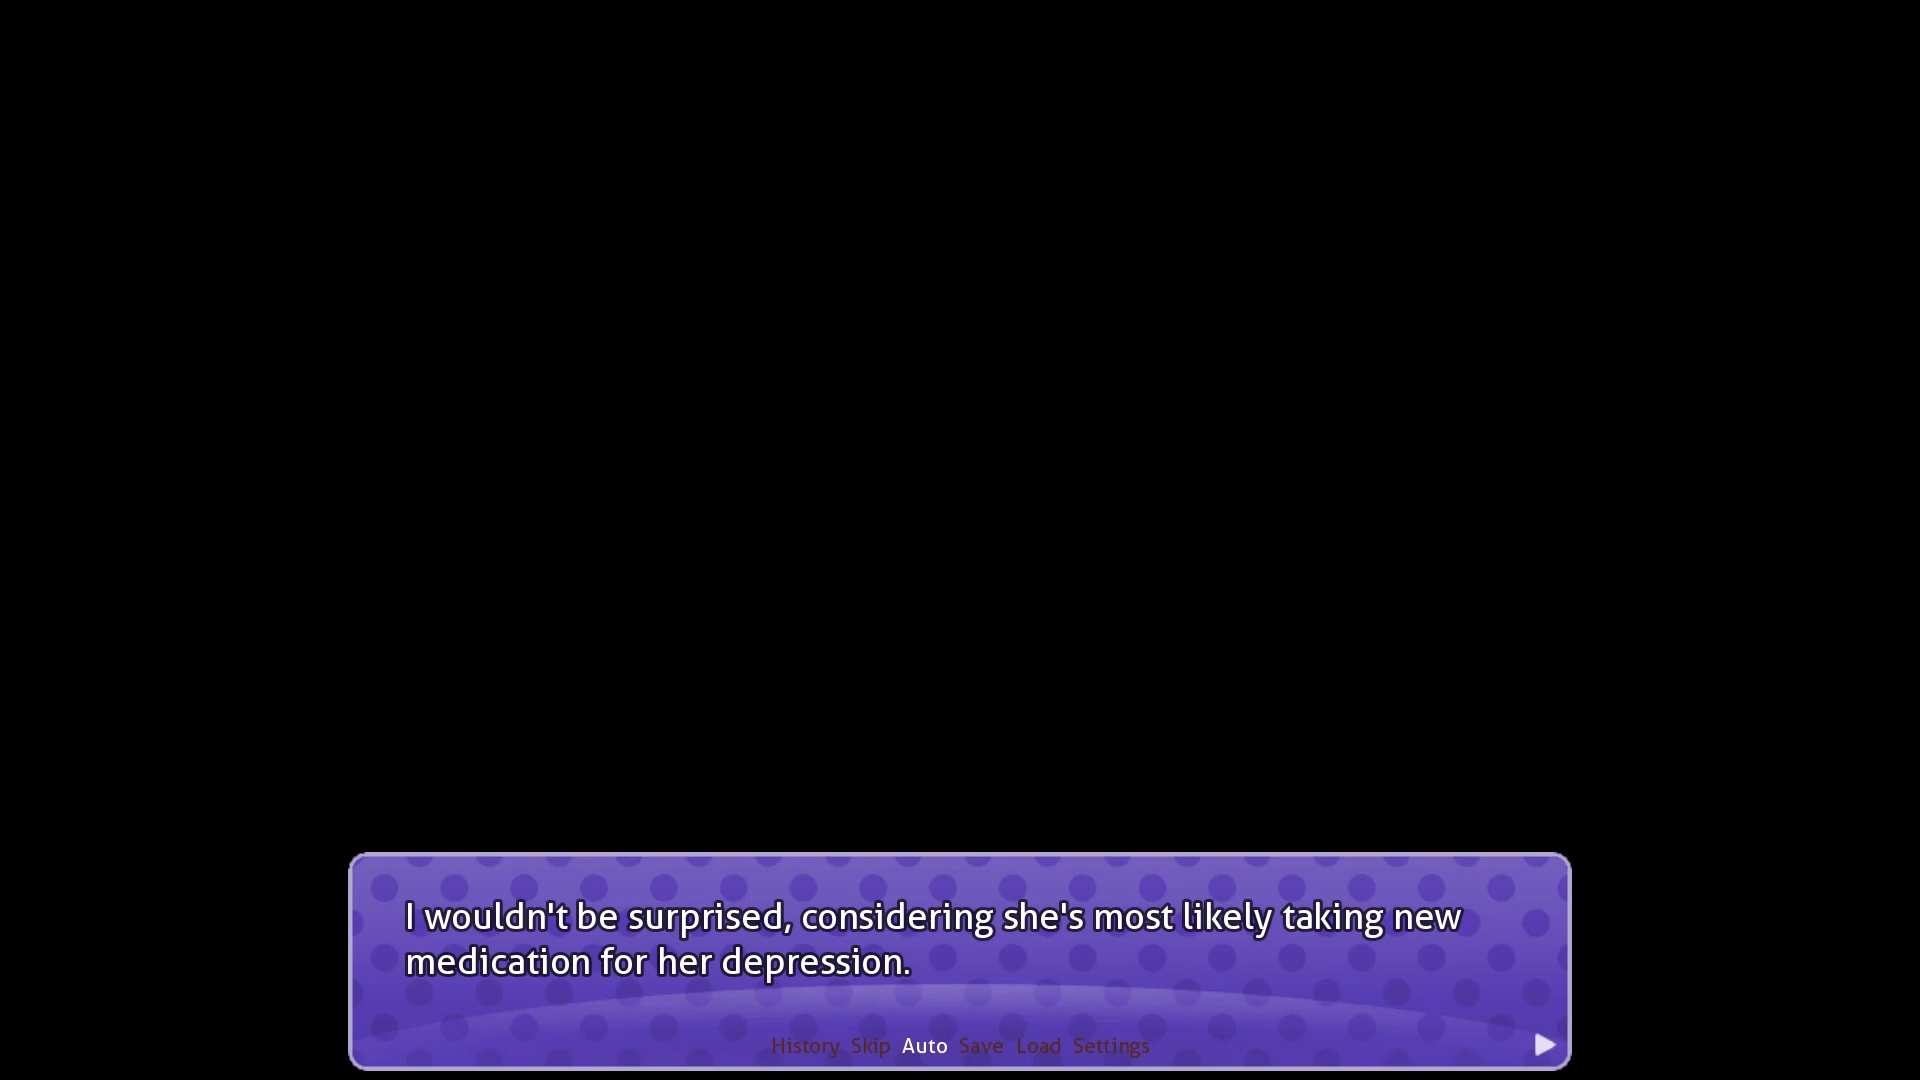 I wouldn't be surprised, considering she's most likely taking new
medication for her depression.
History Skip Auto Save Load Settings